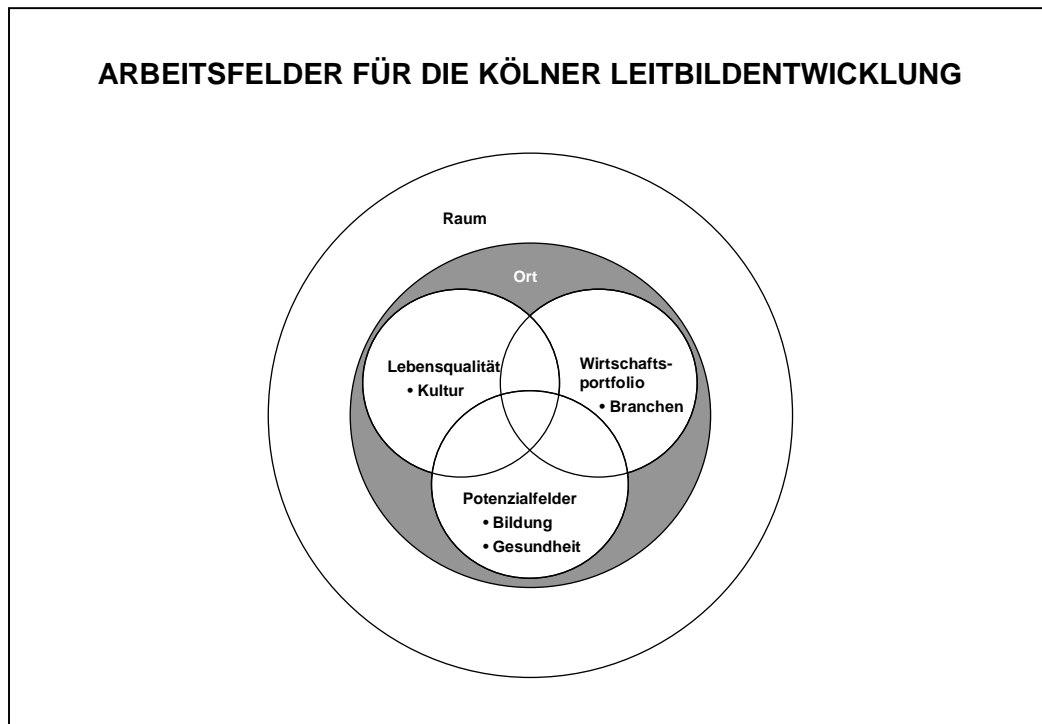 ARBEITSFELDER FÜR DIE KÖLNER LEITBILDENTWICKLUNG
Raum
Ort
Lebensqualität
• Kultur
Wirtschafts-
portfolio
• Branchen
Potenzialfelder
• Bildung
• Gesundheit